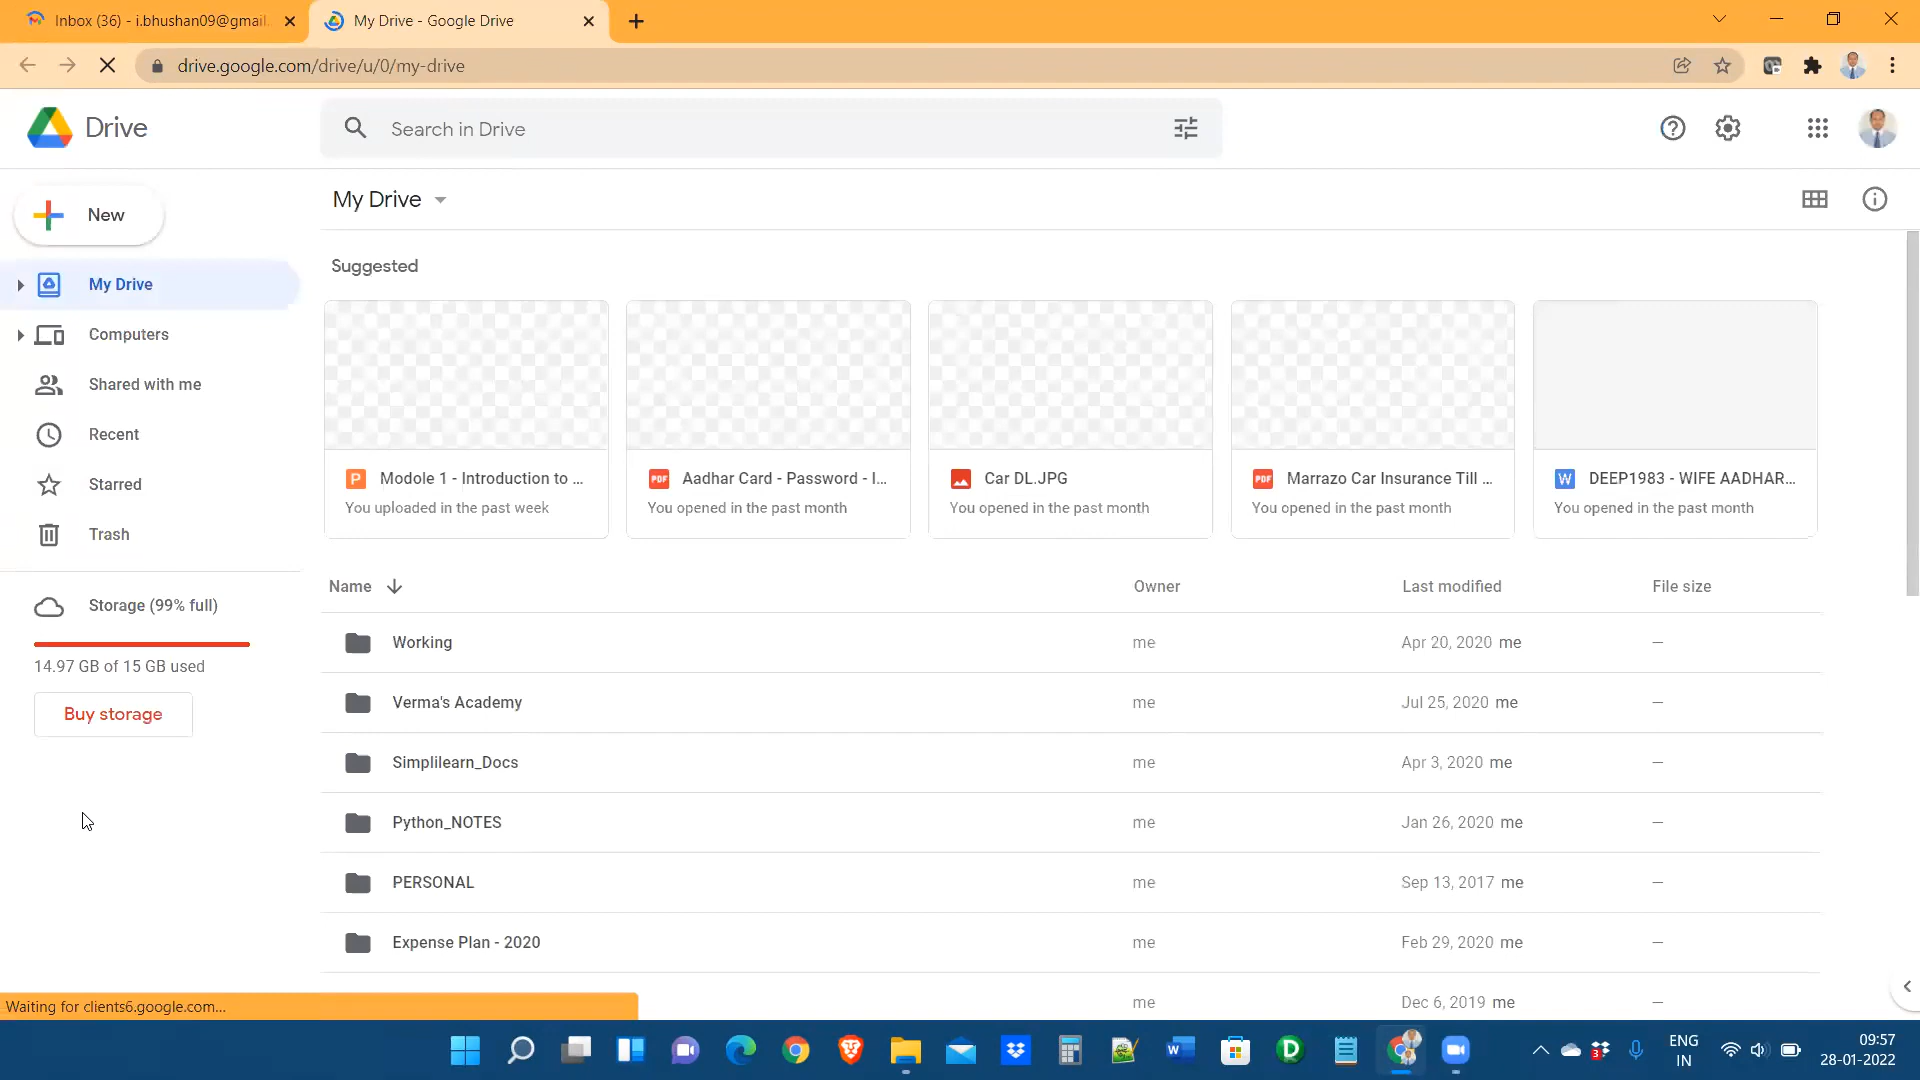 Inbox (36) - i.bhushan09@gmail.
My Drive - Google Drive
drive.google.com/drive/u/0/my-drive
Drive
Search in Drive
New
My Drive
My Drive
Computers
Shared with me
Recent
Starred
Trash
Storage (99% full)
14.97 GB of 15 GB used
Buy storage
Suggested
P Modole 1 - Introduction to ...
You uploaded in the past week
PDF Aadhar Card - Password - I...
You opened in the past month
Car DL.JPG
You opened in the past month
PDF Marrazo Car Insurance Till ...
You opened in the past month
W DEEP1983 - WIFE AADHAR...
You opened in the past month
Name Owner Last modified File size
Working me Apr 20, 2020 me —
Verma's Academy me Jul 25, 2020 me —
Simplilearn_Docs me Apr 3, 2020 me —
Python_NOTES me Jan 26, 2020 me —
PERSONAL me Sep 13, 2017 me —
Expense Plan - 2020 me Feb 29, 2020 me —
me Dec 6, 2019 me —
Waiting for clients6.google.com...
ENG
IN
09:57
28-01-2022